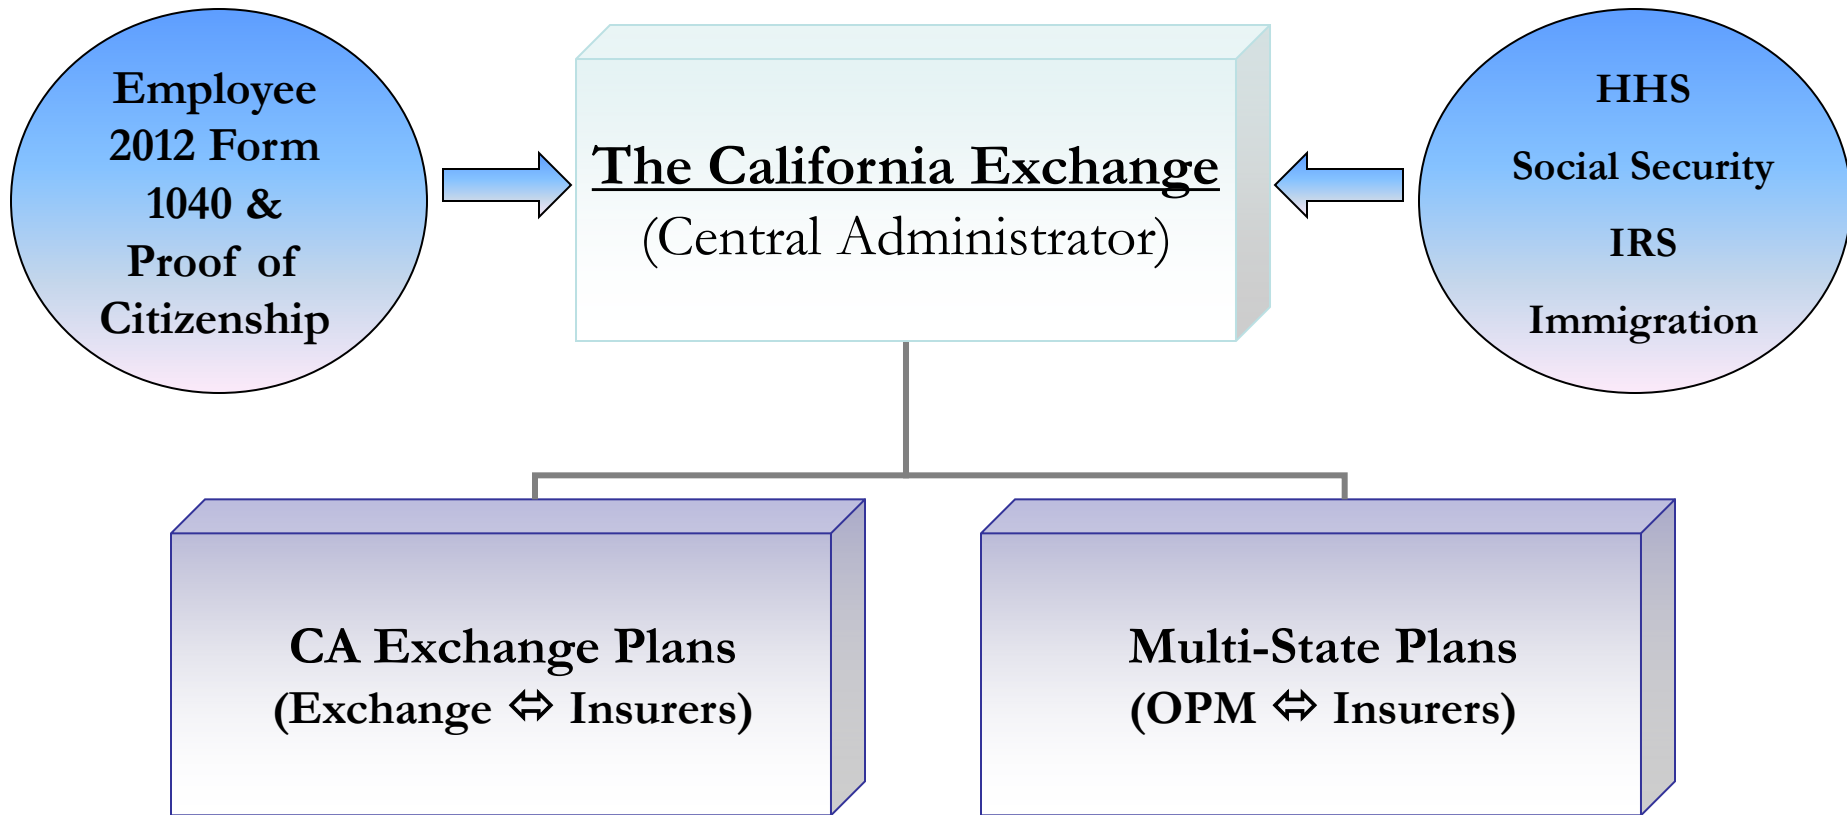 Employee
2012 Form
1040 &
Proof of
Citizenship
The California Exchange
(Central Administrator)
HHS
Social Security
IRS
Immigration
CA Exchange Plans
(Exchange ⬄ Insurers)
Multi-State Plans
(OPM ⬄ Insurers)